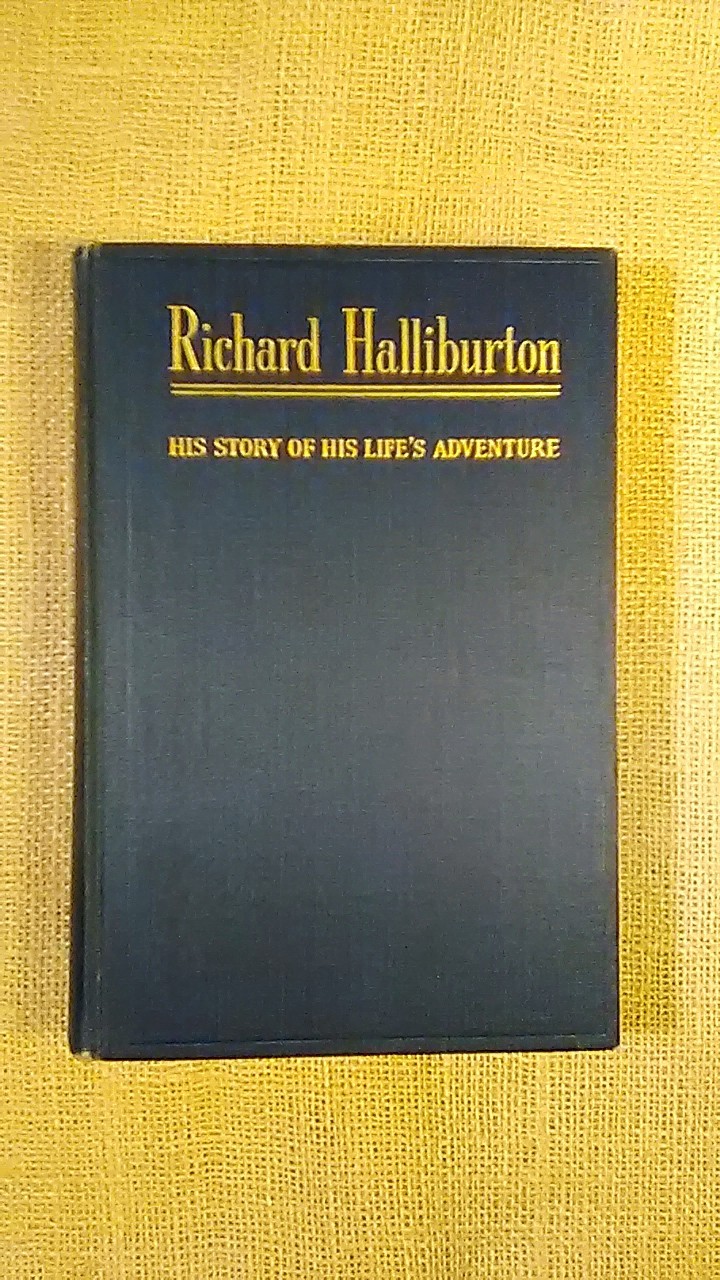 Richard Halliburton
HIS STORY OF HIS LIFE'S ADVENTURE